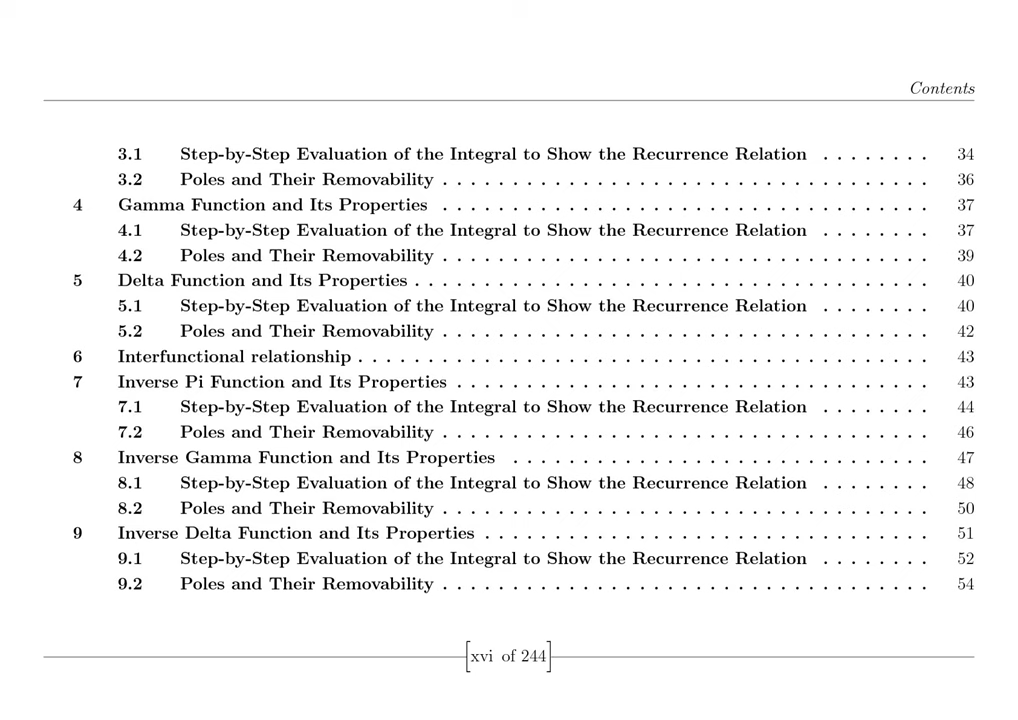 Contents
3.1 Step-by-Step Evaluation of the Integral to Show the Recurrence Relation . . . . . . . . 34
3.2 Poles and Their Removability . . . . . . . . . . . . . . . . . . . . . . . . . . . . . . . . . . . 36
4 Gamma Function and Its Properties . . . . . . . . . . . . . . . . . . . . . . . . . . . . . . . . . . . 37
4.1 Step-by-Step Evaluation of the Integral to Show the Recurrence Relation . . . . . . . . 37
4.2 Poles and Their Removability . . . . . . . . . . . . . . . . . . . . . . . . . . . . . . . . . . . 39
5 Delta Function and Its Properties . . . . . . . . . . . . . . . . . . . . . . . . . . . . . . . . . . . . . 40
5.1 Step-by-Step Evaluation of the Integral to Show the Recurrence Relation . . . . . . . . 40
5.2 Poles and Their Removability . . . . . . . . . . . . . . . . . . . . . . . . . . . . . . . . . . . 42
6 Interfunctional relationship . . . . . . . . . . . . . . . . . . . . . . . . . . . . . . . . . . . . . . . . . 43
7 Inverse Pi Function and Its Properties . . . . . . . . . . . . . . . . . . . . . . . . . . . . . . . . . . 43
7.1 Step-by-Step Evaluation of the Integral to Show the Recurrence Relation . . . . . . . . 44
7.2 Poles and Their Removability . . . . . . . . . . . . . . . . . . . . . . . . . . . . . . . . . . . 46
8 Inverse Gamma Function and Its Properties . . . . . . . . . . . . . . . . . . . . . . . . . . . . . . 47
8.1 Step-by-Step Evaluation of the Integral to Show the Recurrence Relation . . . . . . . . 48
8.2 Poles and Their Removability . . . . . . . . . . . . . . . . . . . . . . . . . . . . . . . . . . . 50
9 Inverse Delta Function and Its Properties . . . . . . . . . . . . . . . . . . . . . . . . . . . . . . . . 51
9.1 Step-by-Step Evaluation of the Integral to Show the Recurrence Relation . . . . . . . . 52
9.2 Poles and Their Removability . . . . . . . . . . . . . . . . . . . . . . . . . . . . . . . . . . . 54
[xvi of 244]